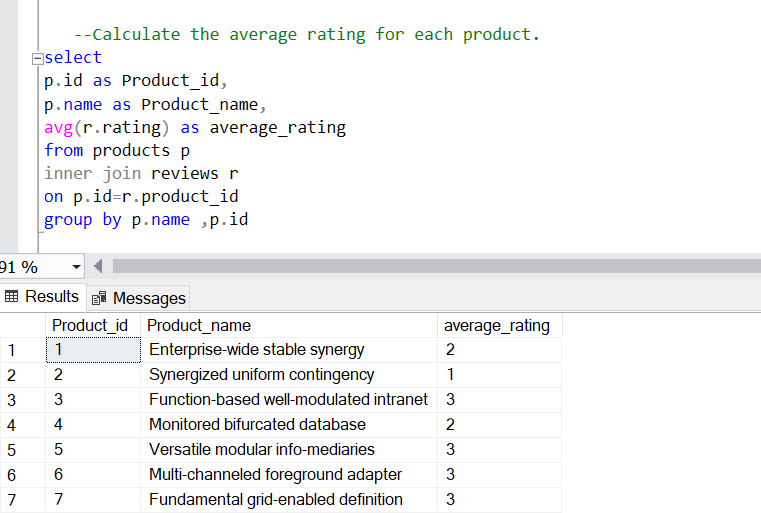 --Calculate the average rating for each product.
select
p.id as Product_id,
p.name as Product_name,
avg(r.rating) as average_rating
from products p
inner join reviews r
on p.id=r.product_id
group by p.name ,p.id
91 %
Results Messages
Product_id Product_name average_rating
1 1 Enterprise-wide stable synergy 2
2 2 Synergized uniform contingency 1
3 3 Function-based well-modulated intranet 3
4 4 Monitored bifurcated database 2
5 5 Versatile modular info-mediaries 3
6 6 Multi-channeled foreground adapter 3
7 7 Fundamental grid-enabled definition 3